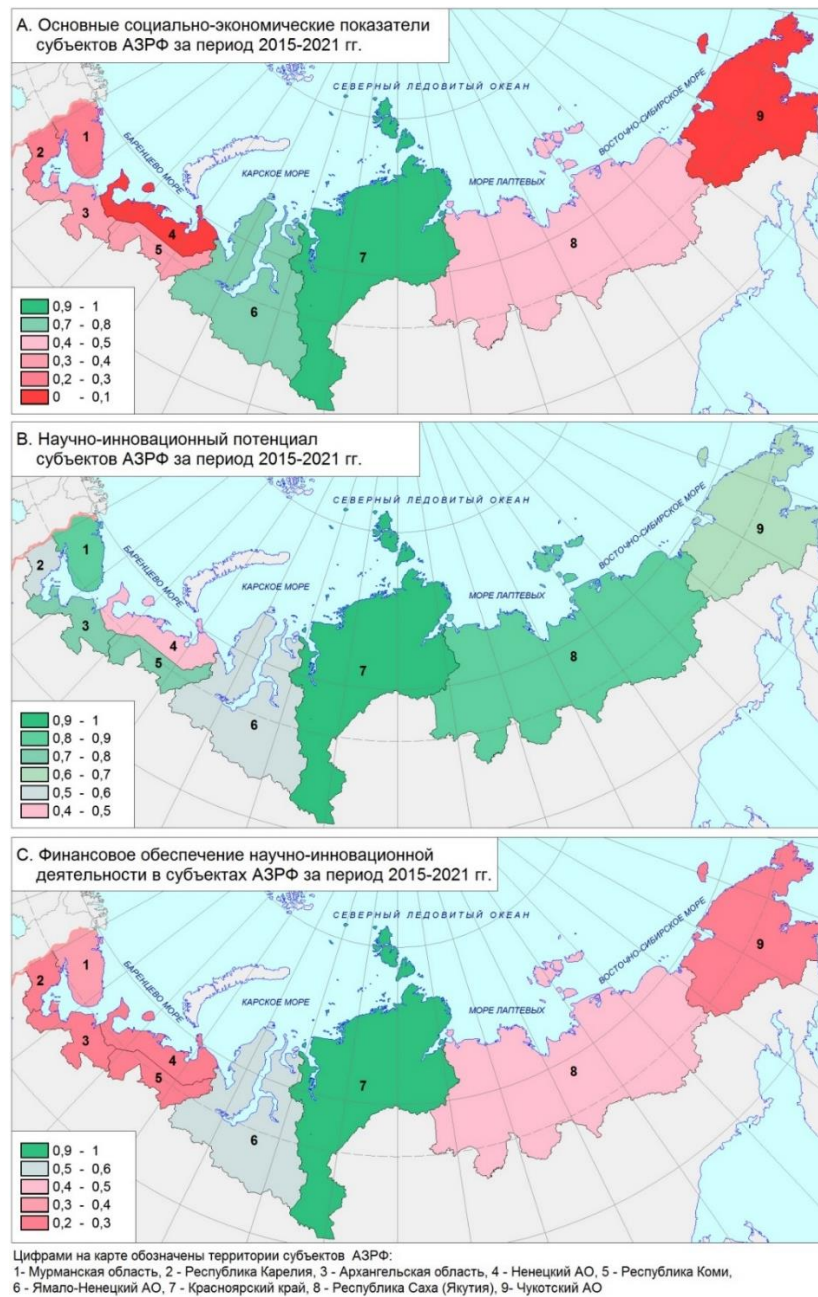 А. Основные социально-экономические показатели
субъектов АЗРФ за период 2015-2021 гг.
СЕВЕРНЫЙ ЛЕДОВИТЫЙ ОКЕАН
ВОСТОЧНО-СИБИРСКОЕ МОРЕ
БАРЕНЦЕВО МОРЕ
КАРСКОЕ МОРЕ
МОРЕ ЛАПТЕВЫХ
1
2
3
4
5
6
7
8
9
0,9 - 1
0,7 - 0,8
0,4 - 0,5
0,3 - 0,4
0,2 - 0,3
0 - 0,1
В. Научно-инновационный потенциал
субъектов АЗРФ за период 2015-2021 гг.
СЕВЕРНЫЙ ЛЕДОВИТЫЙ ОКЕАН
ВОСТОЧНО-СИБИРСКОЕ МОРЕ
БАРЕНЦЕВО МОРЕ
КАРСКОЕ МОРЕ
МОРЕ ЛАПТЕВЫХ
1
2
3
4
5
6
7
8
9
0,9 - 1
0,8 - 0,9
0,7 - 0,8
0,6 - 0,7
0,5 - 0,6
0,4 - 0,5
С. Финансовое обеспечение научно-инновационной
деятельности в субъектах АЗРФ за период 2015-2021 гг.
СЕВЕРНЫЙ ЛЕДОВИТЫЙ ОКЕАН
ВОСТОЧНО-СИБИРСКОЕ МОРЕ
БАРЕНЦЕВО МОРЕ
КАРСКОЕ МОРЕ
МОРЕ ЛАПТЕВЫХ
1
2
3
4
5
6
7
8
9
0,9 - 1
0,5 - 0,6
0,4 - 0,5
0,3 - 0,4
0,2 - 0,3
Цифрами на карте обозначены территории субъектов АЗРФ:
1- Мурманская область, 2 - Республика Карелия, 3 - Архангельская область, 4 - Ненецкий АО, 5 - Республика Коми,
6 - Ямало-Ненецкий АО, 7 - Красноярский край, 8 - Республика Саха (Якутия), 9- Чукотский АО